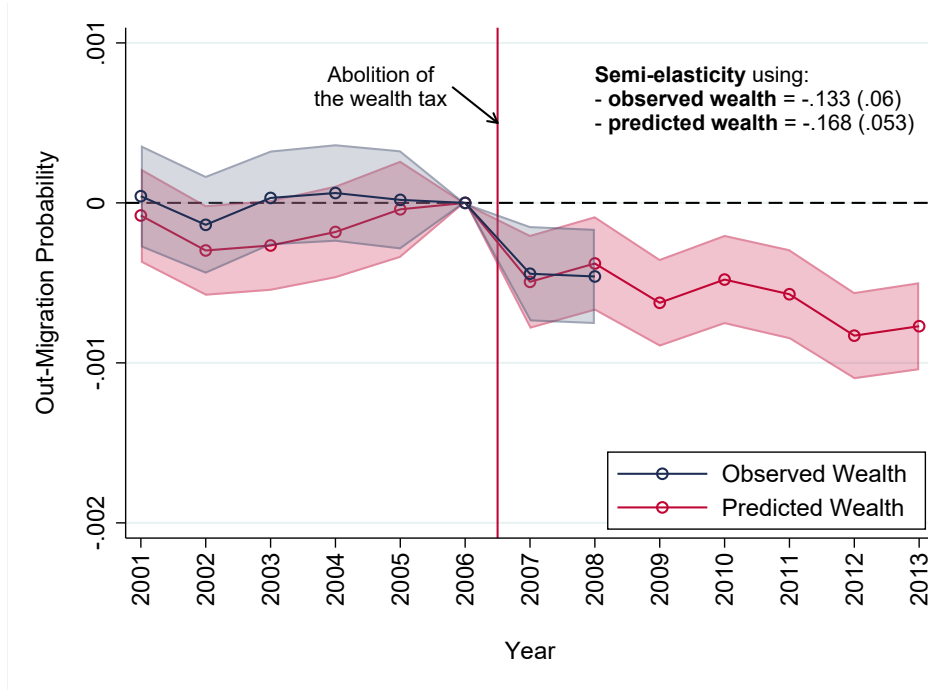 .001
0
-.001
-.002
Out-Migration Probability
Abolition of
the wealth tax
Semi-elasticity using:
- observed wealth = -.133 (.06)
- predicted wealth = -.168 (.053)
Observed Wealth
Predicted Wealth
2001
2002
2003
2004
2005
2006
2007
2008
2009
2010
2011
2012
2013
Year